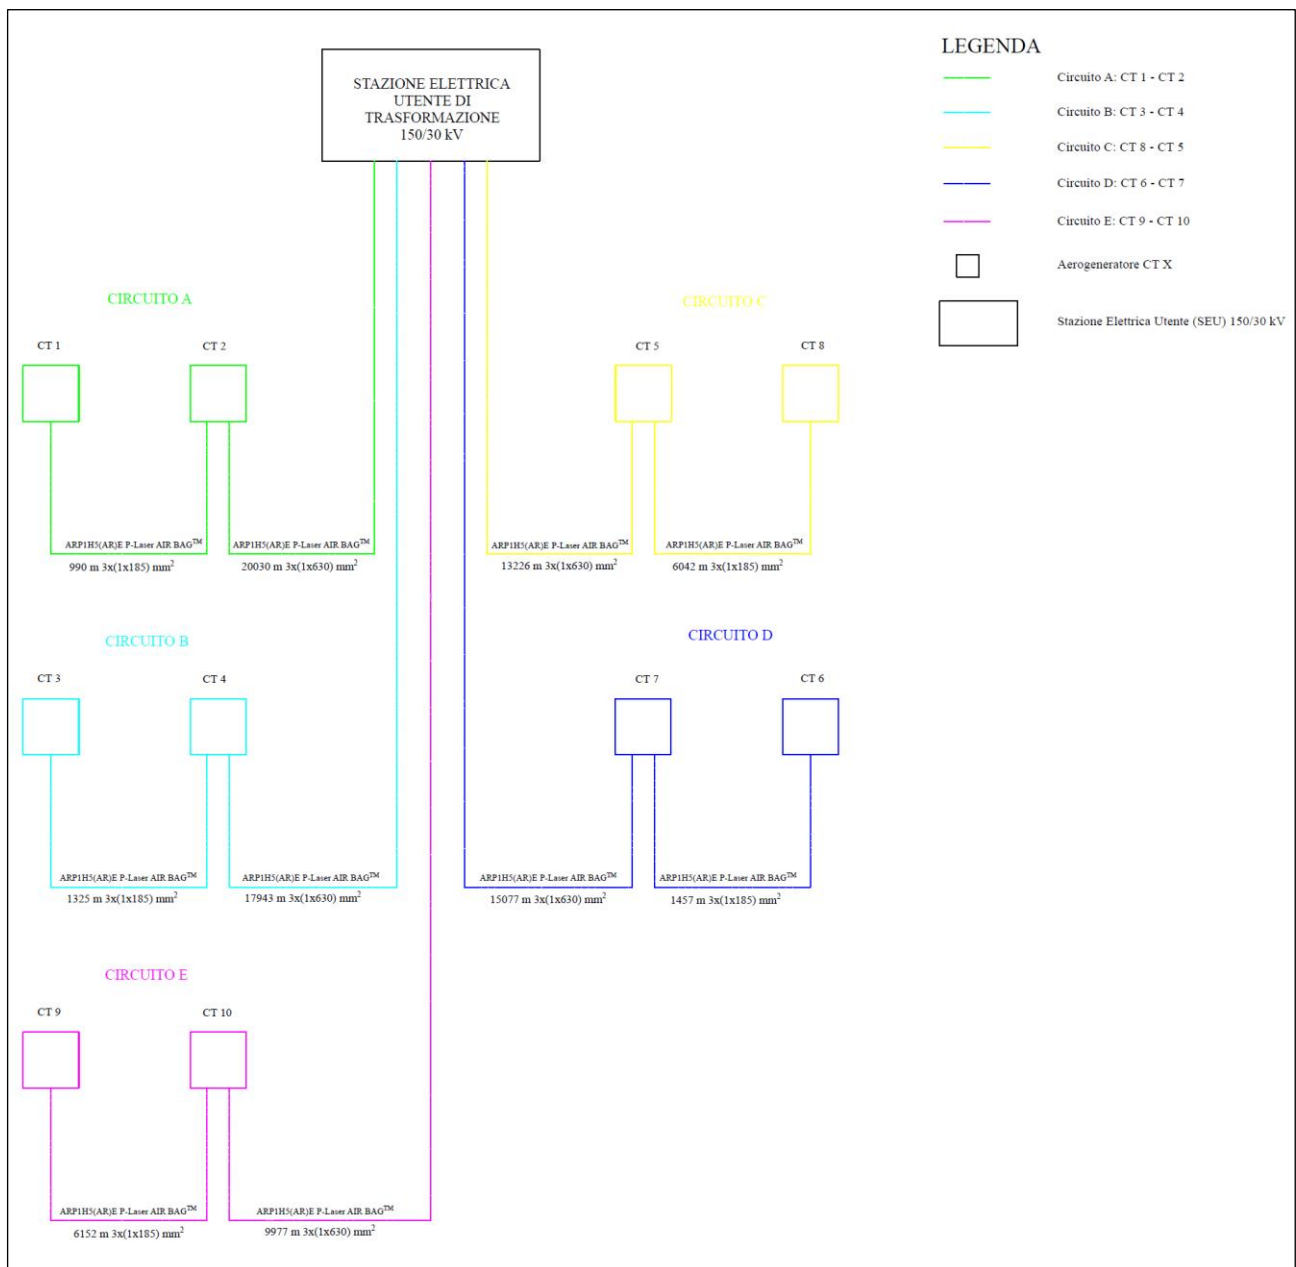 STAZIONE ELETTRICA
UTENTE DI
TRASFORMAZIONE
150/30 kV
LEGENDA
Circuito A: CT 1 - CT 2
Circuito B: CT 3 - CT 4
Circuito C: CT 8 - CT 5
Circuito D: CT 6 - CT 7
Circuito E: CT 9 - CT 10
Aerogeneratore CT X
Stazione Elettrica Utente (SEU) 150/30 kV
CIRCUITO A
CT 1
CT 2
ARP1H5(AR)E P-Laser AIR BAG™
990 m 3x(1x185) mm²
ARP1H5(AR)E P-Laser AIR BAG™
20030 m 3x(1x630) mm²
CIRCUITO C
CT 5
CT 8
ARP1H5(AR)E P-Laser AIR BAG™
13226 m 3x(1x630) mm²
ARP1H5(AR)E P-Laser AIR BAG™
6042 m 3x(1x185) mm²
CIRCUITO B
CT 3
CT 4
ARP1H5(AR)E P-Laser AIR BAG™
1325 m 3x(1x185) mm²
ARP1H5(AR)E P-Laser AIR BAG™
17943 m 3x(1x630) mm²
CIRCUITO D
CT 7
CT 6
ARP1H5(AR)E P-Laser AIR BAG™
15077 m 3x(1x630) mm²
ARP1H5(AR)E P-Laser AIR BAG™
1457 m 3x(1x185) mm²
CIRCUITO E
CT 9
CT 10
ARP1H5(AR)E P-Laser AIR BAG™
6152 m 3x(1x185) mm²
ARP1H5(AR)E P-Laser AIR BAG™
9977 m 3x(1x630) mm²